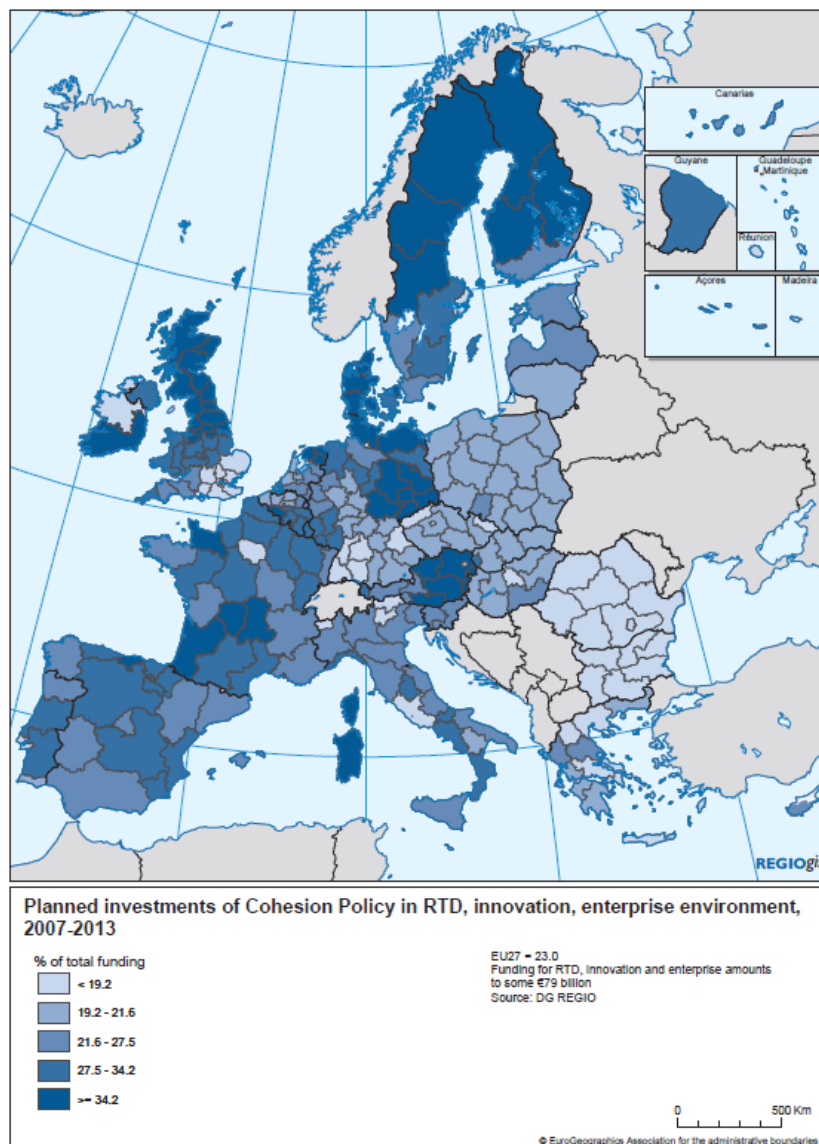 Canarias
Guyane
Guadeloupe
Martinique
Réunion
Açores
Madeira
REGIOgis
Planned investments of Cohesion Policy in RTD, innovation, enterprise environment,
2007-2013
% of total funding
< 19.2
19.2 - 21.6
21.6 - 27.5
27.5 - 34.2
>= 34.2
EU27 = 23.0
Funding for RTD, innovation and enterprise amounts
to some €79 billion
Source: DG REGIO
0 500 Km
© EuroGeographics Association for the administrative boundaries